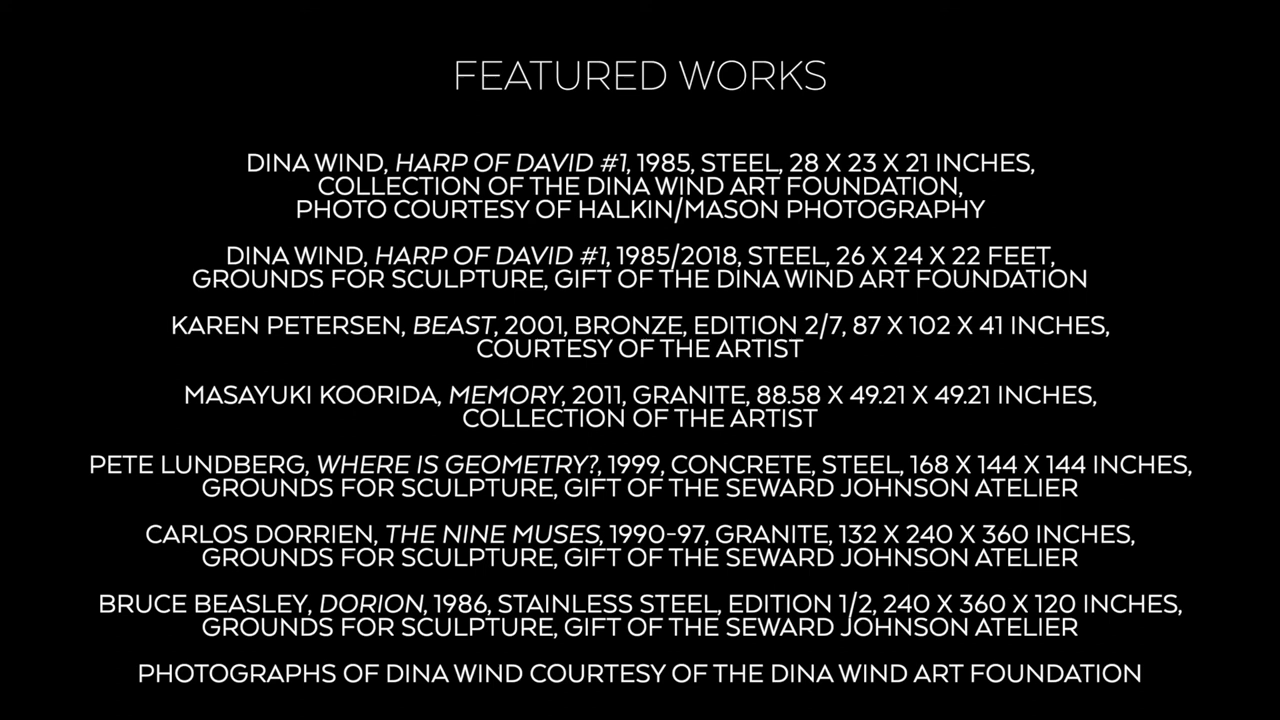 FEATURED WORKS
DINA WIND, HARP OF DAVID #1, 1985, STEEL, 28 X 23 X 21 INCHES,
COLLECTION OF THE DINA WIND ART FOUNDATION,
PHOTO COURTESY OF HALKIN/MASON PHOTOGRAPHY
DINA WIND, HARP OF DAVID #1, 1985/2018, STEEL, 26 X 24 X 22 FEET,
GROUNDS FOR SCULPTURE, GIFT OF THE DINA WIND ART FOUNDATION
KAREN PETERSEN, BEAST, 2001, BRONZE, EDITION 2/7, 87 X 102 X 41 INCHES,
COURTESY OF THE ARTIST
MASAYUKI KOORIDA, MEMORY, 2011, GRANITE, 88.58 X 49.21 X 49.21 INCHES,
COLLECTION OF THE ARTIST
PETE LUNDBERG, WHERE IS GEOMETRY?, 1999, CONCRETE, STEEL, 168 X 144 X 144 INCHES,
GROUNDS FOR SCULPTURE, GIFT OF THE SEWARD JOHNSON ATELIER
CARLOS DORRIEN, THE NINE MUSES, 1990-97, GRANITE, 132 X 240 X 360 INCHES,
GROUNDS FOR SCULPTURE, GIFT OF THE SEWARD JOHNSON ATELIER
BRUCE BEASLEY, DORION, 1986, STAINLESS STEEL, EDITION 1/2, 240 X 360 X 120 INCHES,
GROUNDS FOR SCULPTURE, GIFT OF THE SEWARD JOHNSON ATELIER
PHOTOGRAPHS OF DINA WIND COURTESY OF THE DINA WIND ART FOUNDATION